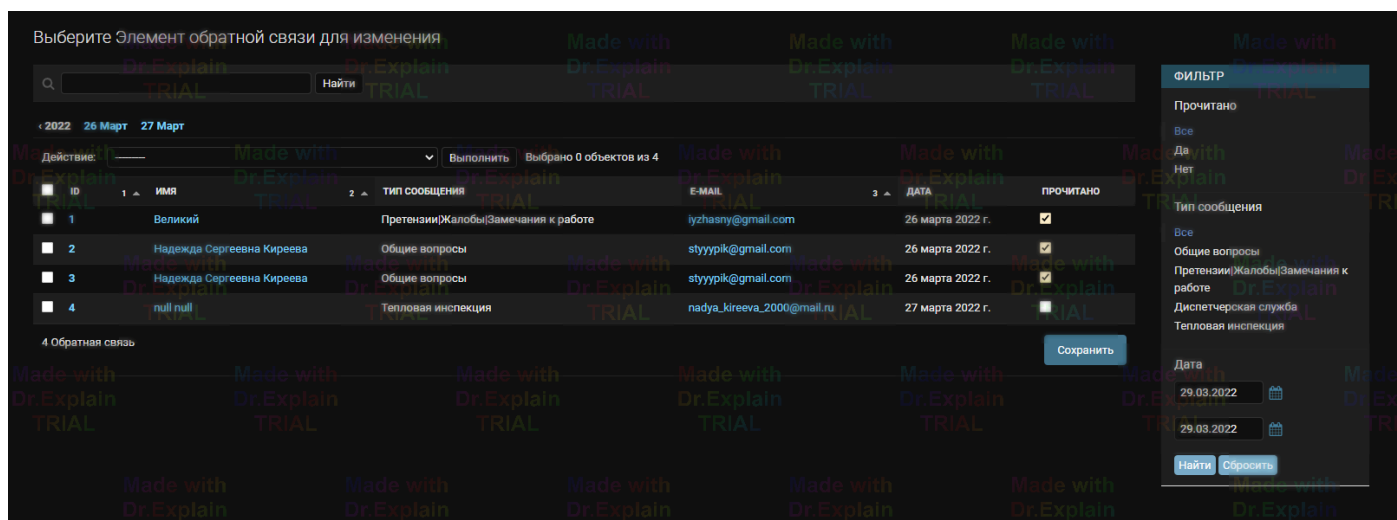 Выберите Элемент обратной связи для изменения
Найти
‹ 2022 26 Март 27 Март
Действие: --------- Выполнить Выбрано 0 объектов из 4
ID 1 ИМЯ 2 ТИП СООБЩЕНИЯ E-MAIL 3 ДАТА ПРОЧИТАНО
1 Великий Претензии|Жалобы|Замечания к работе iyzhasny@gmail.com 26 марта 2022 г.
2 Надежда Сергеевна Киреева Общие вопросы styyypik@gmail.com 26 марта 2022 г.
3 Надежда Сергеевна Киреева Общие вопросы styyypik@gmail.com 26 марта 2022 г.
4 null null Тепловая инспекция nadya_kireeva_2000@mail.ru 27 марта 2022 г.
4 Обратная связь
Сохранить
ФИЛЬТР
Прочитано
Все
Да
Нет
Тип сообщения
Все
Общие вопросы
Претензии|Жалобы|Замечания к
работе
Диспетчерская служба
Тепловая инспекция
Дата
29.03.2022
29.03.2022
Найти Сбросить
Made with
Dr.Explain
TRIAL